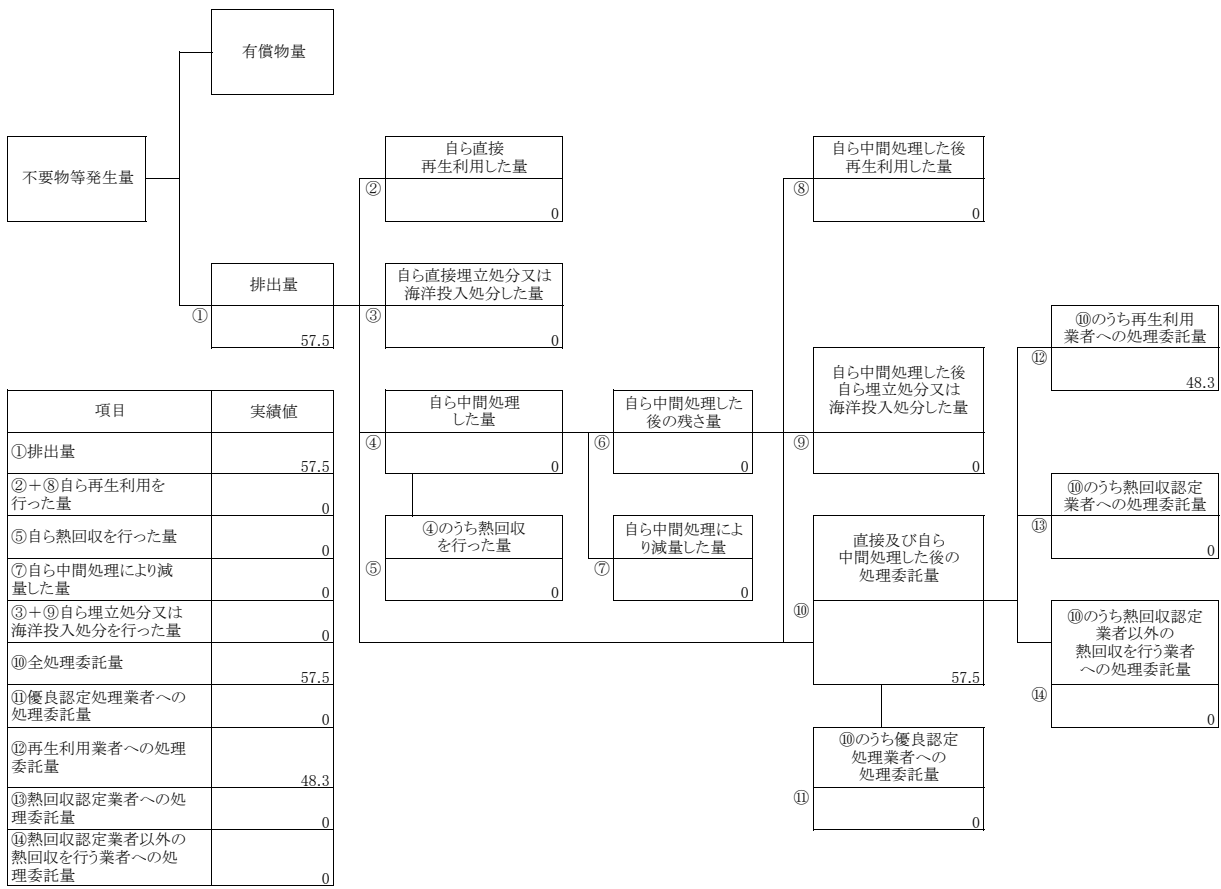 有償物量
不要物等発生量
自ら直接
再生利用した量
②
0
自ら中間処理した後
再生利用した量
⑧
0
排出量
①
57.5
自ら直接埋立処分又は
海洋投入処分した量
③
0
⑩のうち再生利用
業者への処理委託量
⑫
48.3
自ら中間処理
した量
④
0
自ら中間処理した
後の残さ量
⑥
0
自ら中間処理した後
自ら埋立処分又は
海洋投入処分した量
⑨
0
④のうち熱回収
を行った量
⑤
0
自ら中間処理によ
り減量した量
⑦
0
直接及び自ら
中間処理した後の
処理委託量
⑩
57.5
⑩のうち熱回収認定
業者への処理委託量
⑬
0
⑩のうち熱回収認定
業者以外の
熱回収を行う業者
への処理委託量
⑭
0
⑩のうち優良認定
処理業者への
処理委託量
⑪
0
項目 実績値
①排出量
57.5
②＋⑧自ら再生利用を
行った量
0
⑤自ら熱回収を行った量
0
⑦自ら中間処理により減
量した量
0
③＋⑨自ら埋立処分又は
海洋投入処分を行った量
0
⑩全処理委託量
57.5
⑪優良認定処理業者への
処理委託量
0
⑫再生利用業者への処理
委託量
48.3
⑬熱回収認定業者への処
理委託量
0
⑭熱回収認定業者以外の
熱回収を行う業者への処
理委託量
0